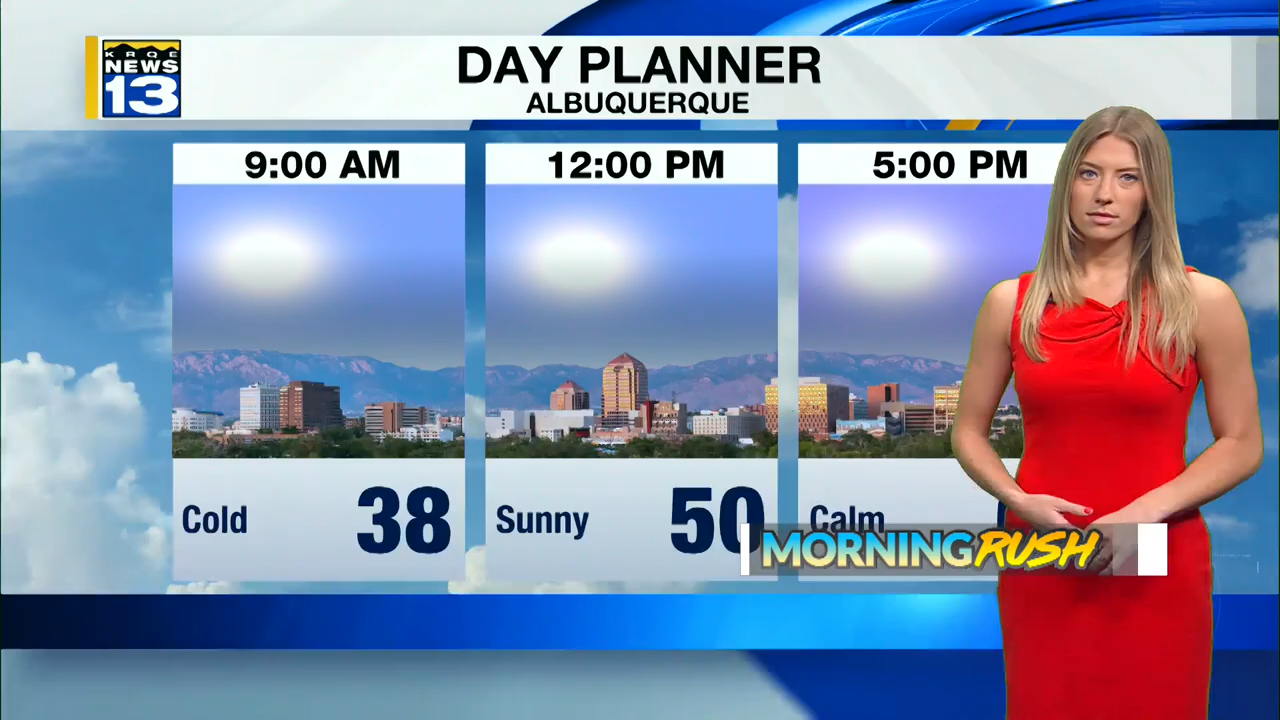 KRQE
NEWS
13
DAY PLANNER
ALBUQUERQUE
9:00 AM
12:00 PM
5:00 PM
Cold
38
Sunny
50
Calm
MORNING RUSH